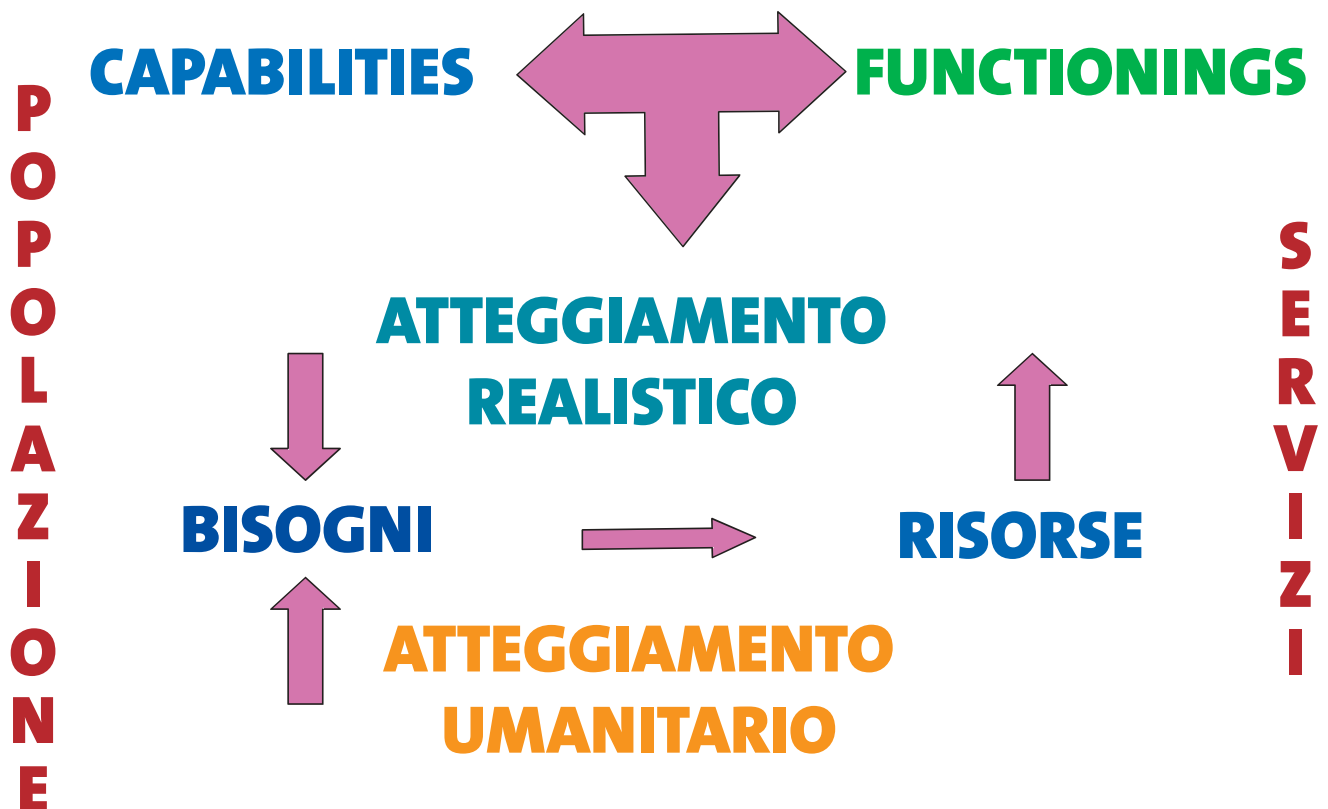 CAPABILITIES
FUNCTIONINGS
POPOLAZIONE
SERVIZI
ATTEGGIAMENTO
REALISTICO
BISOGNI
RISORSE
ATTEGGIAMENTO
UMANITARIO